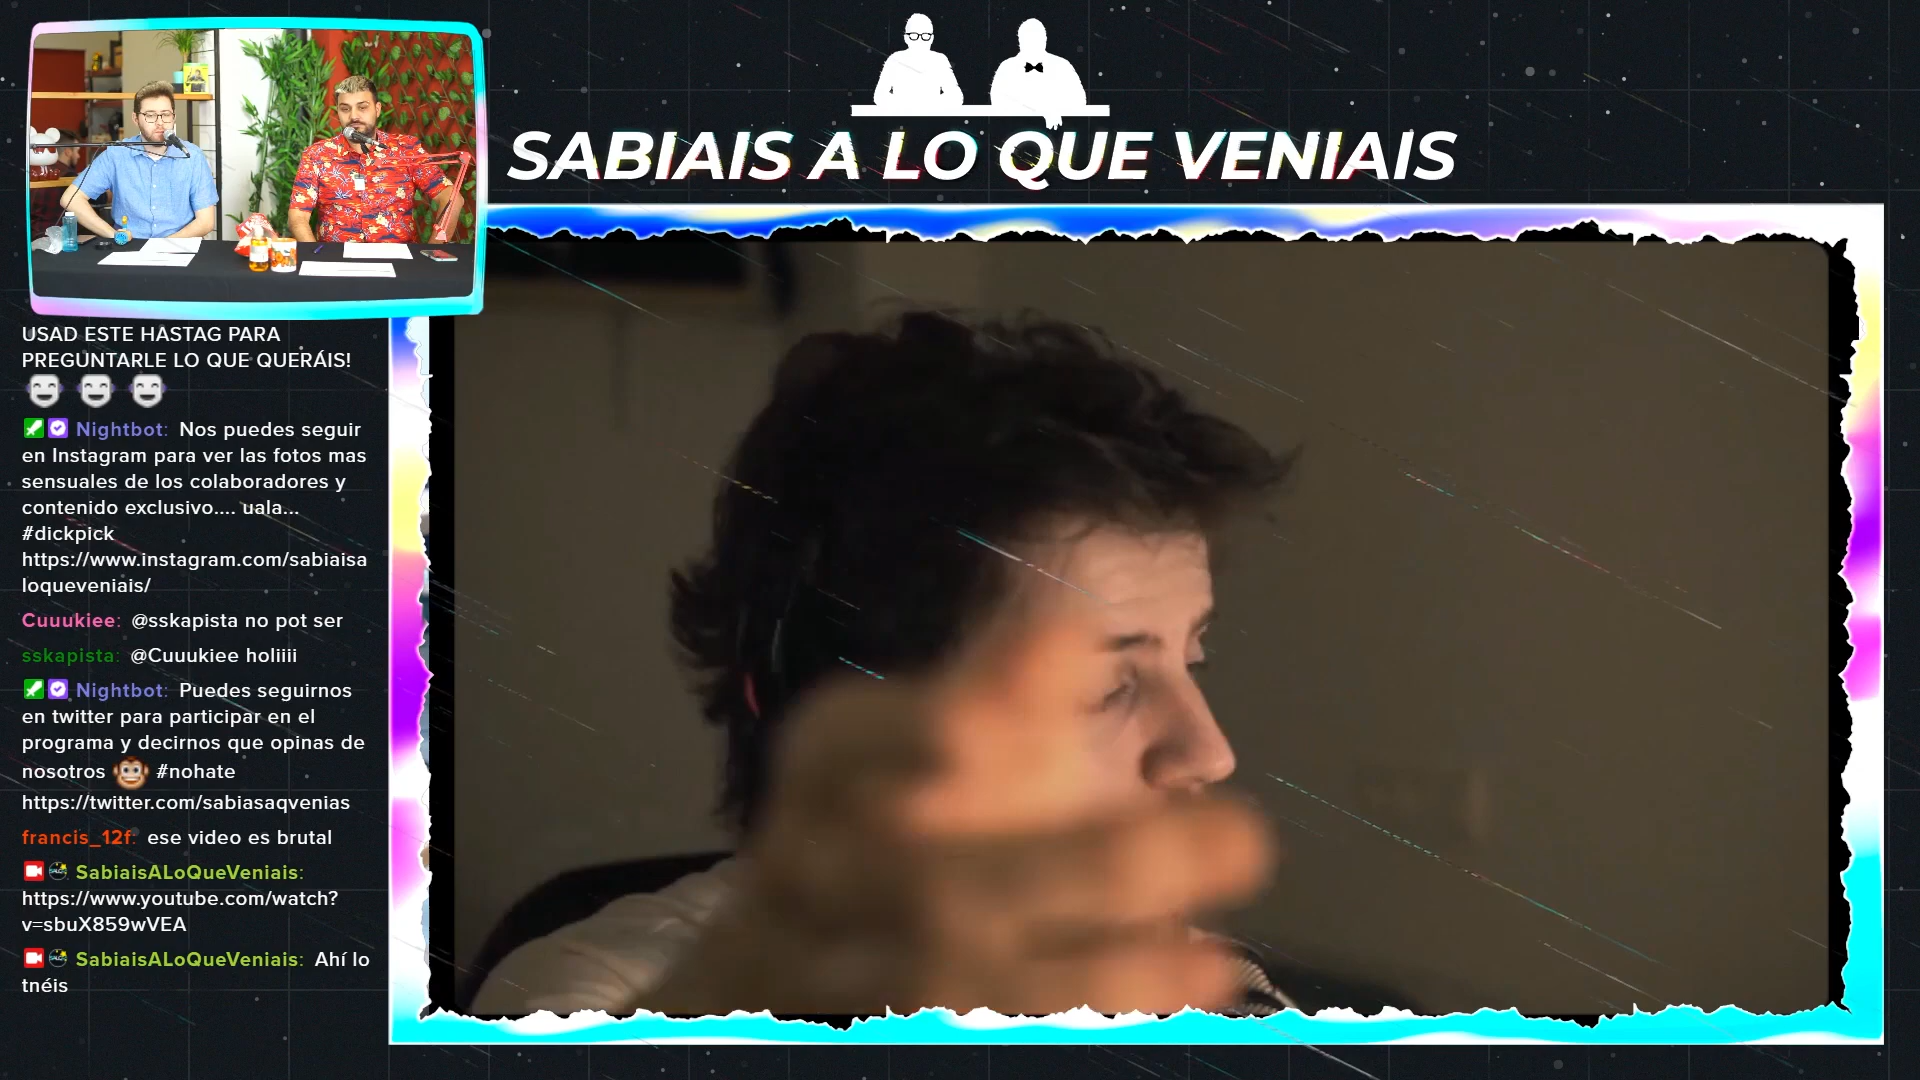 SABIAIS A LO QUE VENIAIS
USAD ESTE HASTAG PARA
PREGUNTARLE LO QUE QUERÁIS!
Nightbot: Nos puedes seguir
en Instagram para ver las fotos mas
sensuales de los colaboradores y
contenido exclusivo.... uala...
#dickpick
https://www.instagram.com/sabiaisa
loqueveniais/
Cuuukiee: @sskapista no pot ser
sskapista: @Cuuukiee holiiii
Nightbot: Puedes seguirnos
en twitter para participar en el
programa y decirnos que opinas de
nosotros #nohate
https://twitter.com/sabiasaqvenias
francis_12f: ese video es brutal
SabiaisALoQueVeniais:
https://www.youtube.com/watch?
v=sbuX859wVEA
SabiaisALoQueVeniais: Ahí lo
tnéis